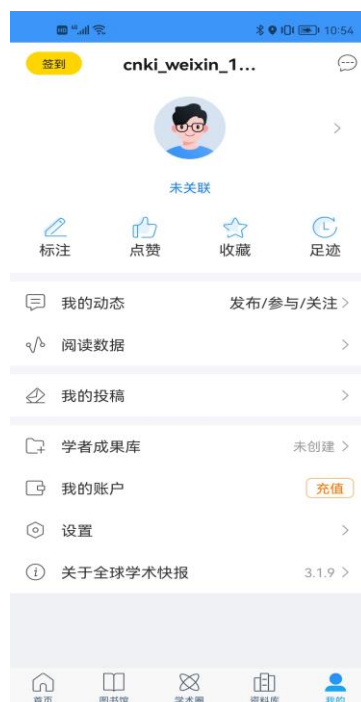 10:54
签到 cnki_weixin_1...
未关联
标注 点赞 收藏 足迹
我的动态 发布/参与/关注
阅读数据
我的投稿
学者成果库 未创建
我的账户 充值
设置
关于全球学术快报 3.1.9
首页 图书馆 学术圈 资料库 我的